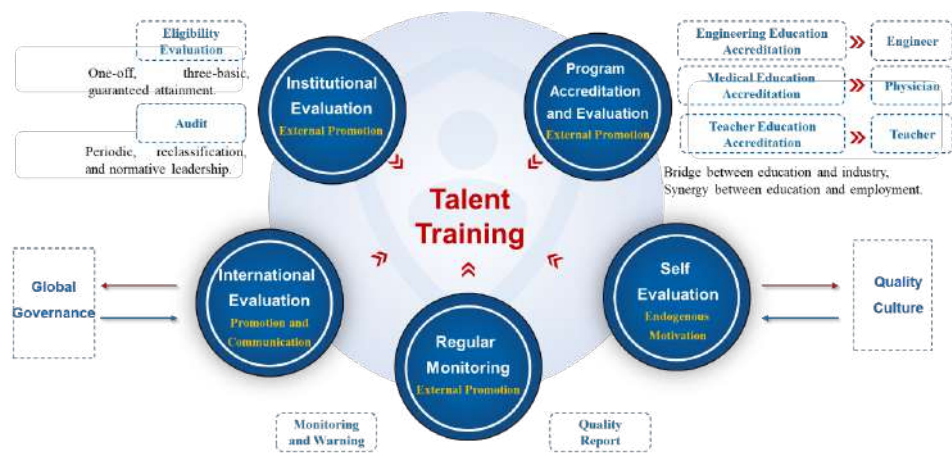 Eligibility
Evaluation
One-off, three-basic,
guaranteed attainment.
Audit
Periodic, reclassification,
and normative leadership.
Institutional
Evaluation
External Promotion
Program
Accreditation
and Evaluation
External Promotion
Engineering Education
Accreditation
Engineer
Medical Education
Accreditation
Physician
Teacher Education
Accreditation
Teacher
Bridge between education and industry,
Synergy between education and employment.
Talent
Training
Global
Governance
International
Evaluation
Promotion and
Communication
Regular
Monitoring
External Promotion
Self
Evaluation
Endogenous
Motivation
Quality
Culture
Monitoring
and Warning
Quality
Report